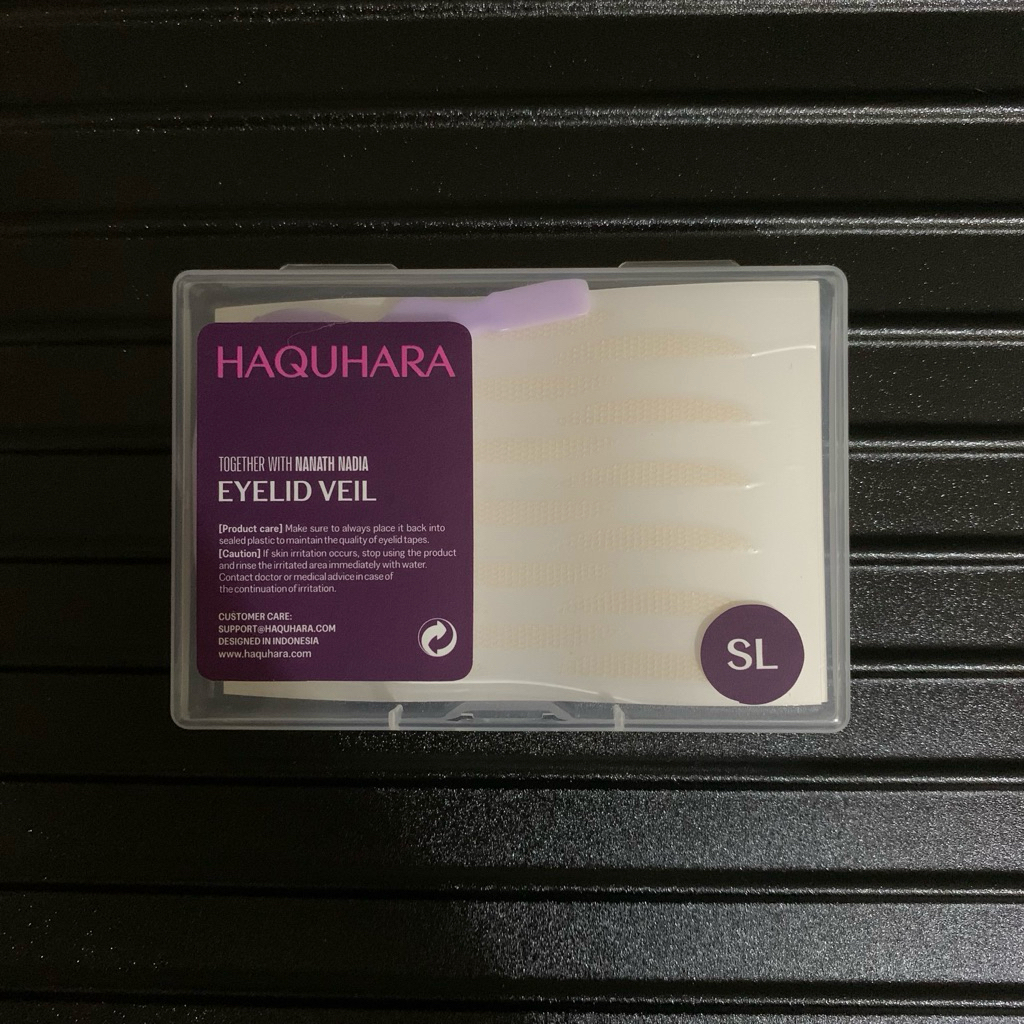 HAQUHARA
TOGETHER WITH NANATH NADIA
EYELID VEIL
[Product care] Make sure to always place it back into
sealed plastic to maintain the quality of eyelid tapes.
[Caution] If skin irritation occurs, stop using the product
and rinse the irritated area immediately with water.
Contact doctor or medical advice in case of
the continuation of irritation.
CUSTOMER CARE:
SUPPORT@HAQUHARA.COM
DESIGNED IN INDONESIA
www.haquhara.com
SL